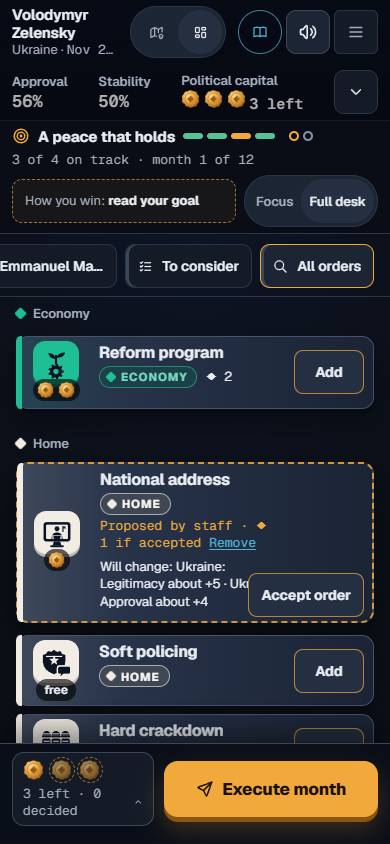 Volodymyr
Zelensky
Ukraine · Nov 2…
Approval
56%
Stability
50%
Political capital
3 left
A peace that holds
3 of 4 on track · month 1 of 12
How you win: read your goal
Focus
Full desk
Emmanuel Ma…
To consider
All orders
Economy
Reform program
ECONOMY
2
Add
Home
National address
HOME
Proposed by staff ·
1 if accepted Remove
Will change: Ukraine:
Legitimacy about +5 · Ukr
Approval about +4
Accept order
Soft policing
HOME
free
Add
Hard crackdown
3 left · 0
decided
Execute month